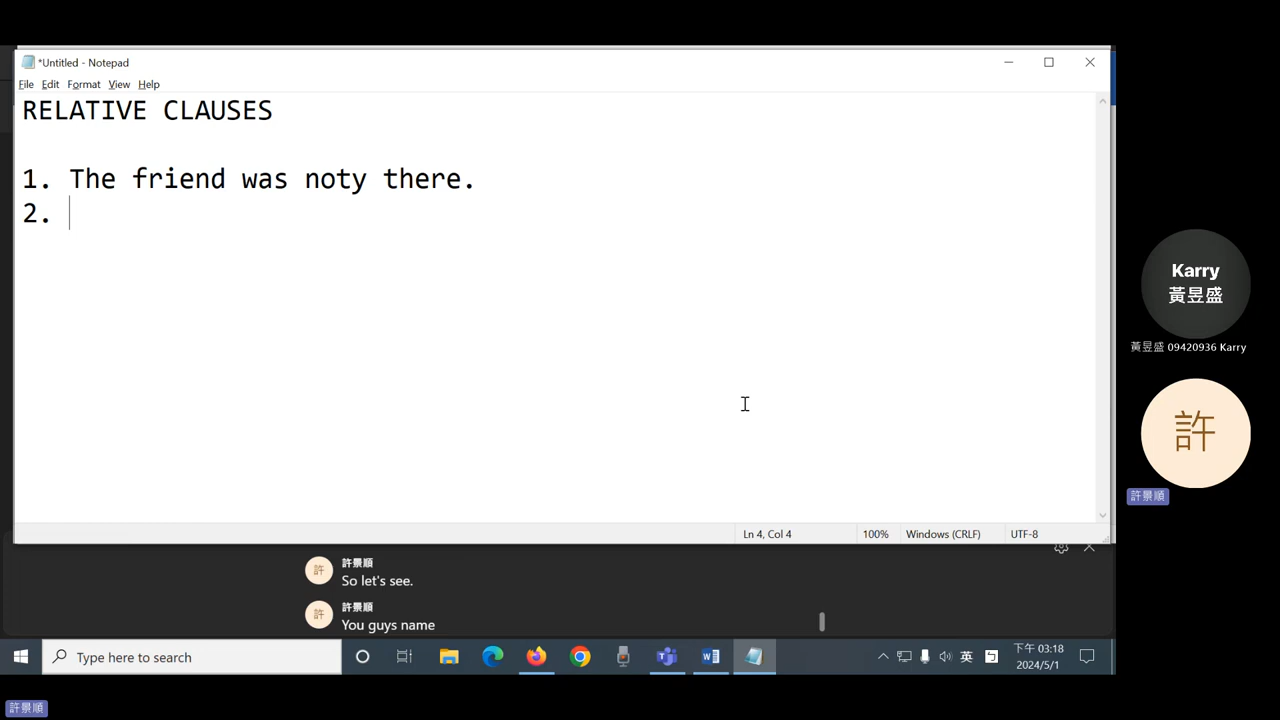 *Untitled - Notepad
File Edit Format View Help
RELATIVE CLAUSES
1. The friend was noty there.
2.
Ln 4, Col 4 100% Windows (CRLF) UTF-8
Karry
黃昱盛
黃昱盛 09420936 Karry
許
許景順
許 許景順
So let's see.
許 許景順
You guys name
Type here to search
英
下午 03:18
2024/5/1
許景順